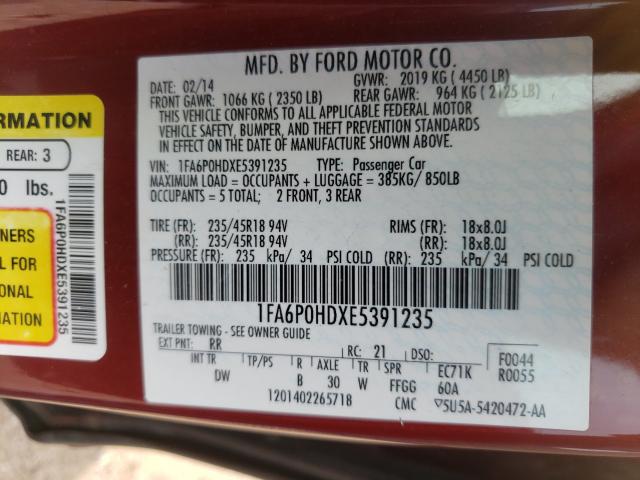 MFD. BY FORD MOTOR CO.
DATE: 02/14 GVWR: 2019 KG ( 4450 LB)
FRONT GAWR: 1066 KG ( 2350 LB) REAR GAWR: 964 KG ( 2125 LB)
THIS VEHICLE CONFORMS TO ALL APPLICABLE FEDERAL MOTOR
VEHICLE SAFETY, BUMPER, AND THEFT PREVENTION STANDARDS
IN EFFECT ON THE DATE OF MANUFACTURE SHOWN ABOVE.
VIN: 1FA6P0HDXE5391235 TYPE: Passenger Car
MAXIMUM LOAD = OCCUPANTS + LUGGAGE = 385KG/ 850LB
OCCUPANTS = 5 TOTAL; 2 FRONT, 3 REAR
TIRE (FR): 235/45R18 94V RIMS (FR): 18x8.0J
(RR): 235/45R18 94V (RR): 18x8.0J
PRESSURE (FR): 235 kPa/ 34 PSI COLD (RR): 235 kPa/ 34 PSI COLD
1FA6P0HDXE5391235
TRAILER TOWING - SEE OWNER GUIDE
EXT PNT: RR RC: 21 DSO: F0044
INT TR TP/PS R AXLE TR SPR EC71K R0055
DW B 30 W FFGG 60A
1201402265718 CMC ▽5U5A-5420472-AA
ORMATION
REAR: 3
0 lbs.
NERS
L FOR
ONAL
MATION
1FA6P0HDXE5391235